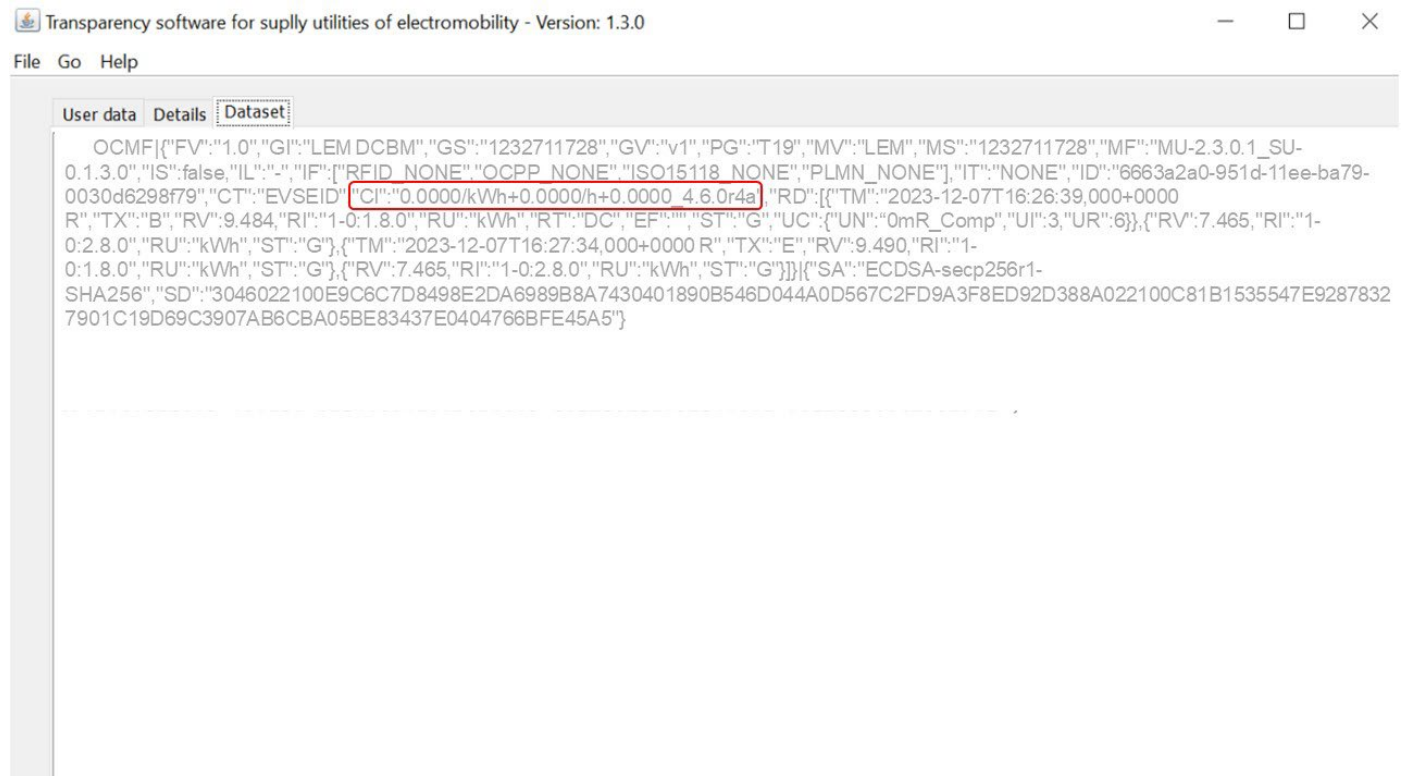 Transparency software for suplly utilities of electromobility - Version: 1.3.0
File Go Help
User data Details Dataset
OCMF|{"FV":"1.0","GI":"LEM DCBM","GS":"1232711728","GV":"v1","PG":"T19","MV":"LEM","MS":"1232711728","MF":"MU-2.3.0.1_SU-
0.1.3.0","IS":false,"IL":"-","IF":["RFID_NONE","OCPP_NONE","ISO15118_NONE","PLMN_NONE"],"IT":"NONE","ID":"6663a2a0-951d-11ee-ba79-
0030d6298f79","CT":"EVSEID","CI":"0.0000/kWh+0.0000/h+0.0000_4.6.0r4a","RD":[{"TM":"2023-12-07T16:26:39,000+0000
R","TX":"B","RV":9.484,"RI":"1-0:1.8.0","RU":"kWh","RT":"DC","EF":"","ST":"G","UC":{"UN":"0mR_Comp","UI":3,"UR":6}},{"RV":7.465,"RI":"1-
0:2.8.0","RU":"kWh","ST":"G"},{"TM":"2023-12-07T16:27:34,000+0000 R","TX":"E","RV":9.490,"RI":"1-
0:1.8.0","RU":"kWh","ST":"G"},{"RV":7.465,"RI":"1-0:2.8.0","RU":"kWh","ST":"G"}]}|{"SA":"ECDSA-secp256r1-
SHA256","SD":"3046022100E9C6C7D8498E2DA6989B8A7430401890B546D044A0D567C2FD9A3F8ED92D388A022100C81B1535547E9287832
7901C19D69C3907AB6CBA05BE83437E0404766BFE45A5"}